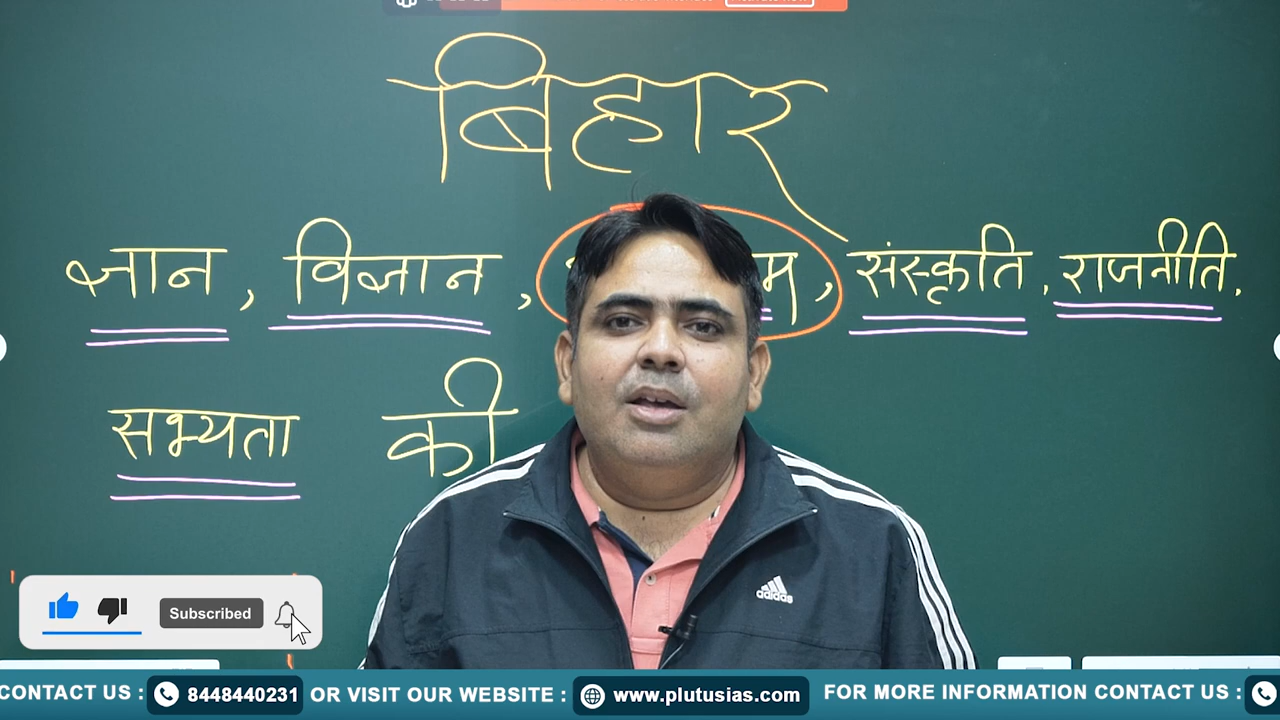 बिहार
ज्ञान, विज्ञान, संस्कृति, राजनीति.
सभ्यता की
adidas
Subscribed
CONTACT US : 8448440231 OR VISIT OUR WEBSITE : www.plutusias.com FOR MORE INFORMATION CONTACT US :